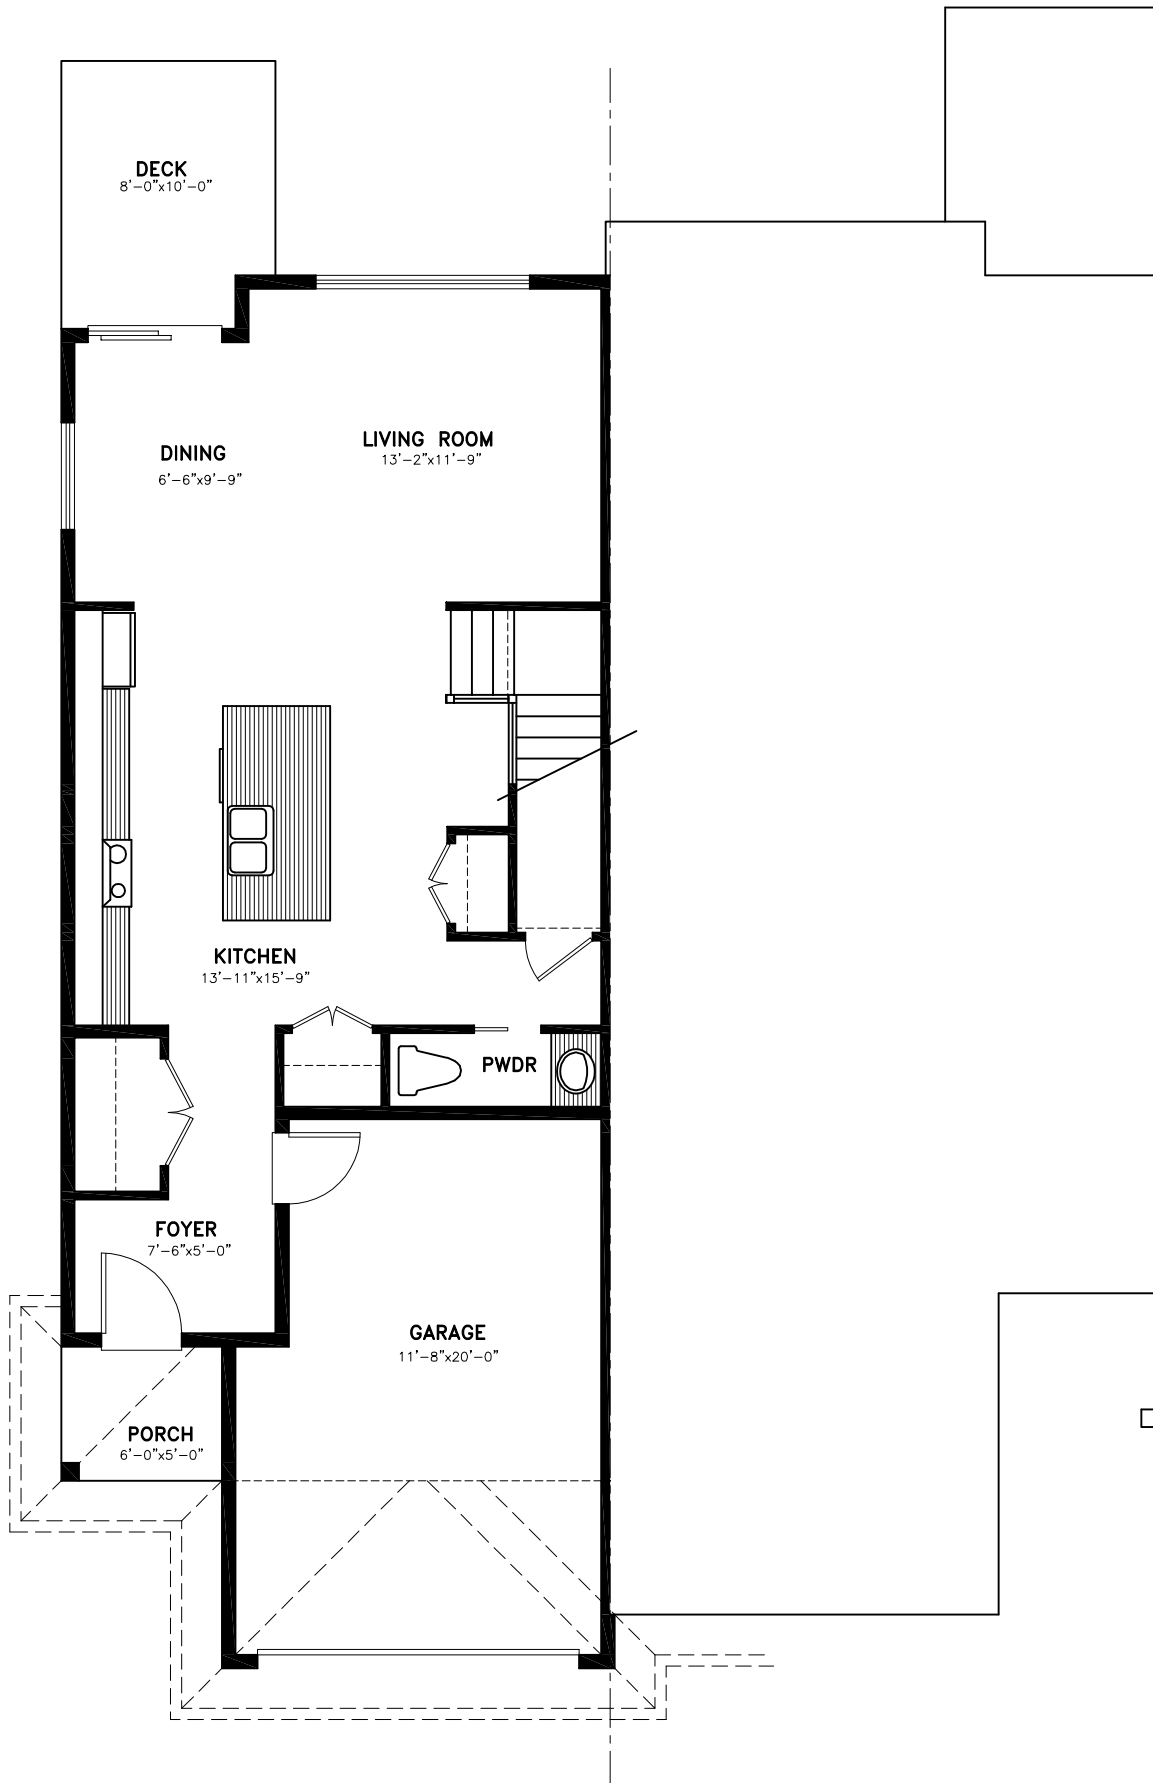 DECK
8'-0"x10'-0"
LIVING ROOM
13'-2"x11'-9"
DINING
6'-6"x9'-9"
KITCHEN
13'-11"x15'-9"
PWDR
FOYER
7'-6"x5'-0"
GARAGE
11'-8"x20'-0"
PORCH
6'-0"x5'-0"